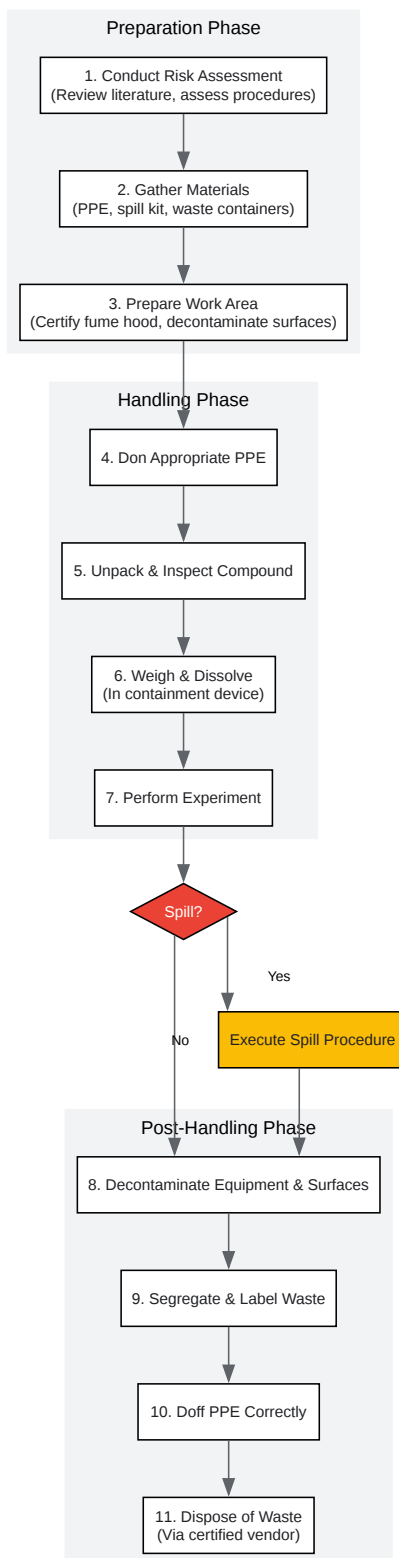 Preparation Phase
1. Conduct Risk Assessment
(Review literature, assess procedures)
2. Gather Materials
(PPE, spill kit, waste containers)
3. Prepare Work Area
(Certify fume hood, decontaminate surfaces)
Handling Phase
4. Don Appropriate PPE
5. Unpack & Inspect Compound
6. Weigh & Dissolve
(In containment device)
7. Perform Experiment
Spill?
Yes
No
Execute Spill Procedure
Post-Handling Phase
8. Decontaminate Equipment & Surfaces
9. Segregate & Label Waste
10. Doff PPE Correctly
11. Dispose of Waste
(Via certified vendor)